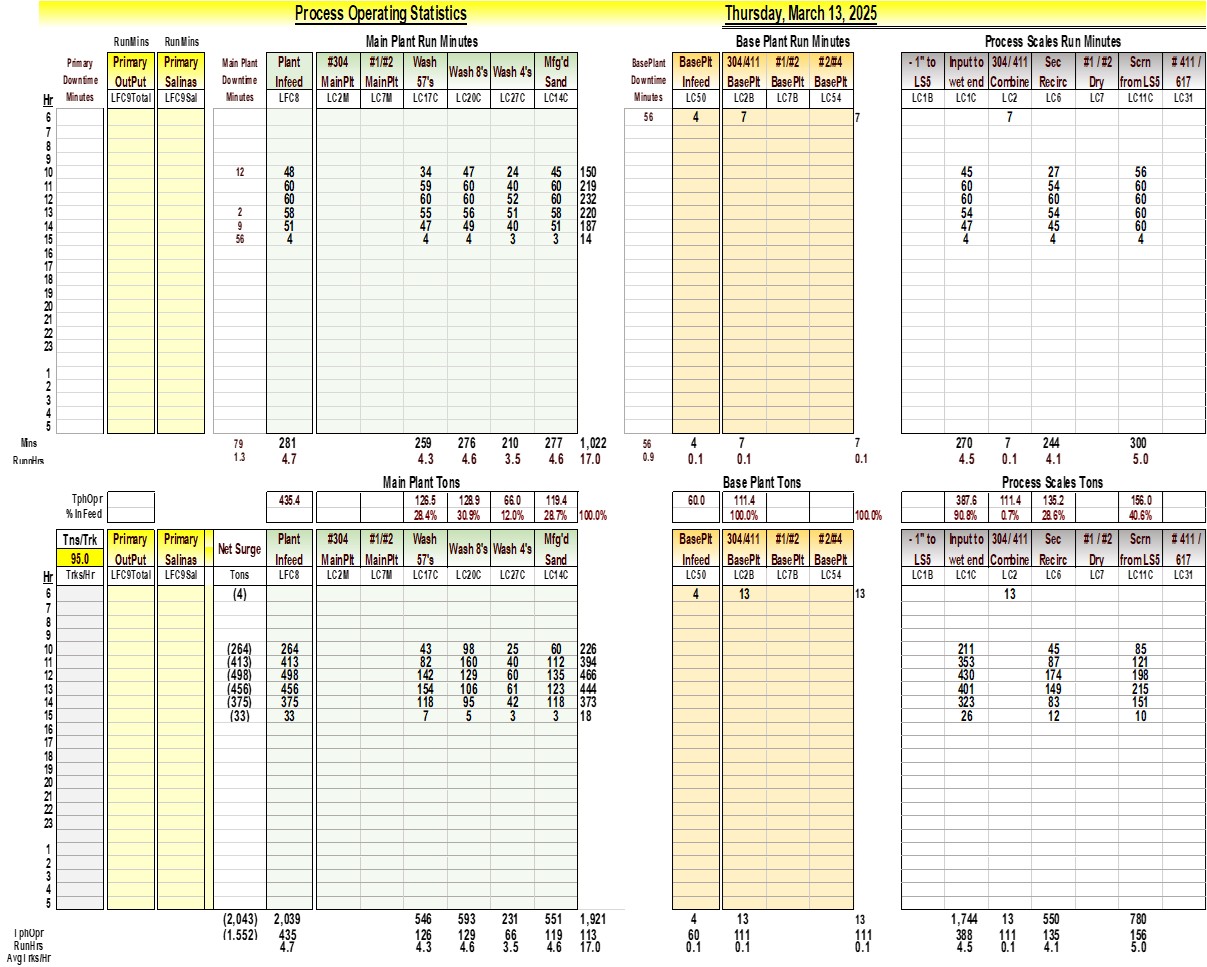 Process Operating Statistics Thursday, March 13, 2025
RunMins RunMins Main Plant Run Minutes Base Plant Run Minutes Process Scales Run Minutes
Primary Primary Primary Main Plant Plant #304 #1/#2 Wash Wash 8's Wash 4's Mfg'd BasePlant BasePlt 304/411 #1/#2 #2/#4 - 1" to Input to 304/ 411 Sec #1 / #2 Scrn # 411 /
Downtime OutPut Salinas Downtime Infeed MainPlt MainPlt 57's Sand Downtime Infeed BasePlt BasePlt BasePlt LS5 wet end Combine Recirc Dry from LS5 617
Hr Minutes LFC9Total LFC9Sal Minutes LFC8 LC2M LC7M LC17C LC20C LC27C LC14C Minutes LC50 LC2B LC7B LC54 LC1B LC1C LC2 LC6 LC7 LC11C LC31
6 56 4 7 7 7
7
8
9
10 12 48 34 47 24 45 150 45 27 56
11 60 59 60 40 60 219 60 54 60
12 60 60 60 52 60 232 60 60 60
13 2 58 55 56 51 58 220 54 54 60
14 9 51 47 49 40 51 187 47 45 60
15 56 4 4 4 3 3 14 4 4 4
16
17
18
19
20
21
22
23
1
2
3
4
5
Mins 79 281 259 276 210 277 1,022 56 4 7 7 270 7 244 300
RunnHrs 1.3 4.7 4.3 4.6 3.5 4.6 17.0 0.9 0.1 0.1 0.1 4.5 0.1 4.1 5.0
Main Plant Tons Base Plant Tons Process Scales Tons
TphOpr 435.4 126.5 128.9 66.0 119.4 60.0 111.4 387.6 111.4 135.2 156.0
% InFeed 28.4% 30.9% 12.0% 28.7% 100.0% 100.0% 100.0% 90.8% 0.7% 28.6% 40.6%
Tns/Trk Primary Primary Net Surge Plant #304 #1/#2 Wash Wash 8's Wash 4's Mfg'd BasePlt 304/411 #1/#2 #2/#4 - 1" to Input to 304/ 411 Sec #1 / #2 Scrn # 411 /
95.0 OutPut Salinas Infeed MainPlt MainPlt 57's Sand Infeed BasePlt BasePlt BasePlt LS5 wet end Combine Recirc Dry from LS5 617
Hr Trks/Hr LFC9Total LFC9Sal Tons LFC8 LC2M LC7M LC17C LC20C LC27C LC14C LC50 LC2B LC7B LC54 LC1B LC1C LC2 LC6 LC7 LC11C LC31
6 (4) 4 13 13 13
7
8
9
10 (264) 264 43 98 25 60 226 211 45 85
11 (413) 413 82 160 40 112 394 353 87 121
12 (498) 498 142 129 60 135 466 430 174 198
13 (456) 456 154 106 61 123 444 401 149 215
14 (375) 375 118 95 42 118 373 323 83 151
15 (33) 33 7 5 3 3 18 26 12 10
16
17
18
19
20
21
22
23
1
2
3
4
5
(2,043) 2,039 546 593 231 551 1,921 4 13 13 1,744 13 550 780
TphOpr (1,552) 435 126 129 66 119 113 60 111 111 388 111 135 156
RunHrs 4.7 4.3 4.6 3.5 4.6 17.0 0.1 0.1 0.1 4.5 0.1 4.1 5.0
AvgTrks/Hr